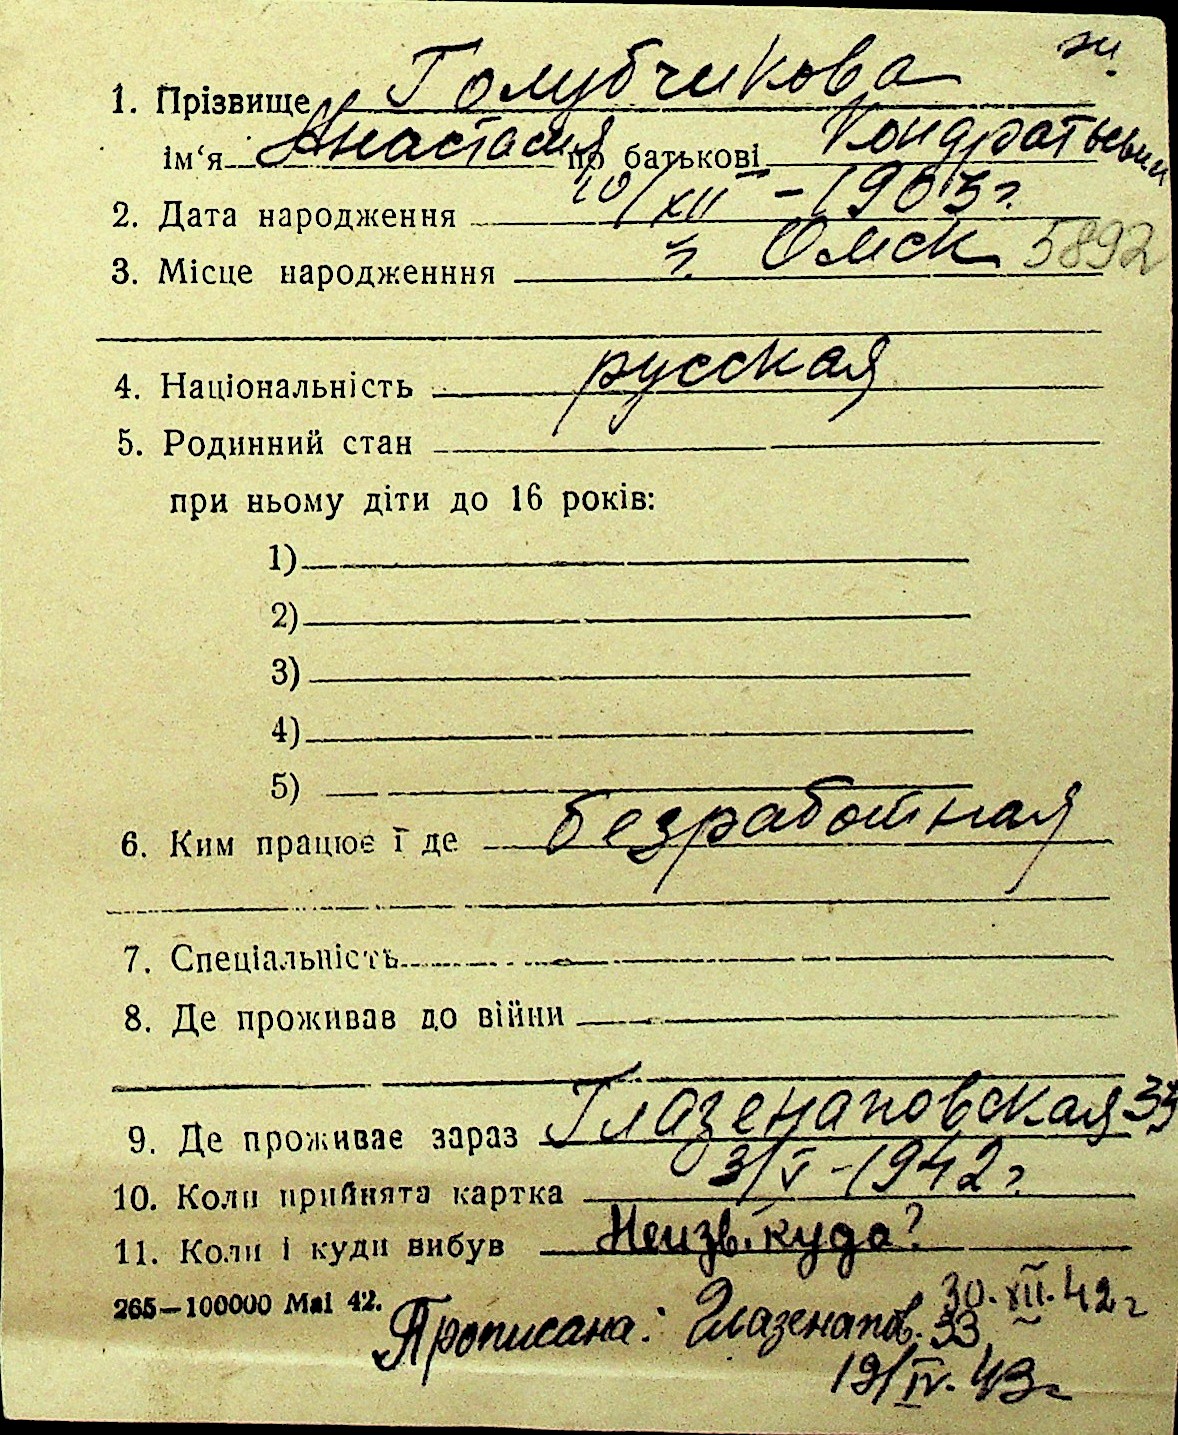 ж.
1. Прізвище Голубчикова
ім‘я Анастасия по батькові Кондратьевна
2. Дата народження 10/XII - 1903 г.
3. Місце народженння г. Омск 5892
4. Національність русская
5. Родинний стан
при ньому діти до 16 років:
1)
2)
3)
4)
5)
6. Ким працює ї де безработная
7. Спеціальність
8. Де проживав до війни
9. Де проживає зараз Глазенаповская 33
10. Коли прийнята картка 3/V - 1942 г.
11. Коли і куди вибув Неизв. куда?
30.XII.42 г
265—100000 Mai 42.
Прописана: Глазенапов. 33
19/IV. 43 г